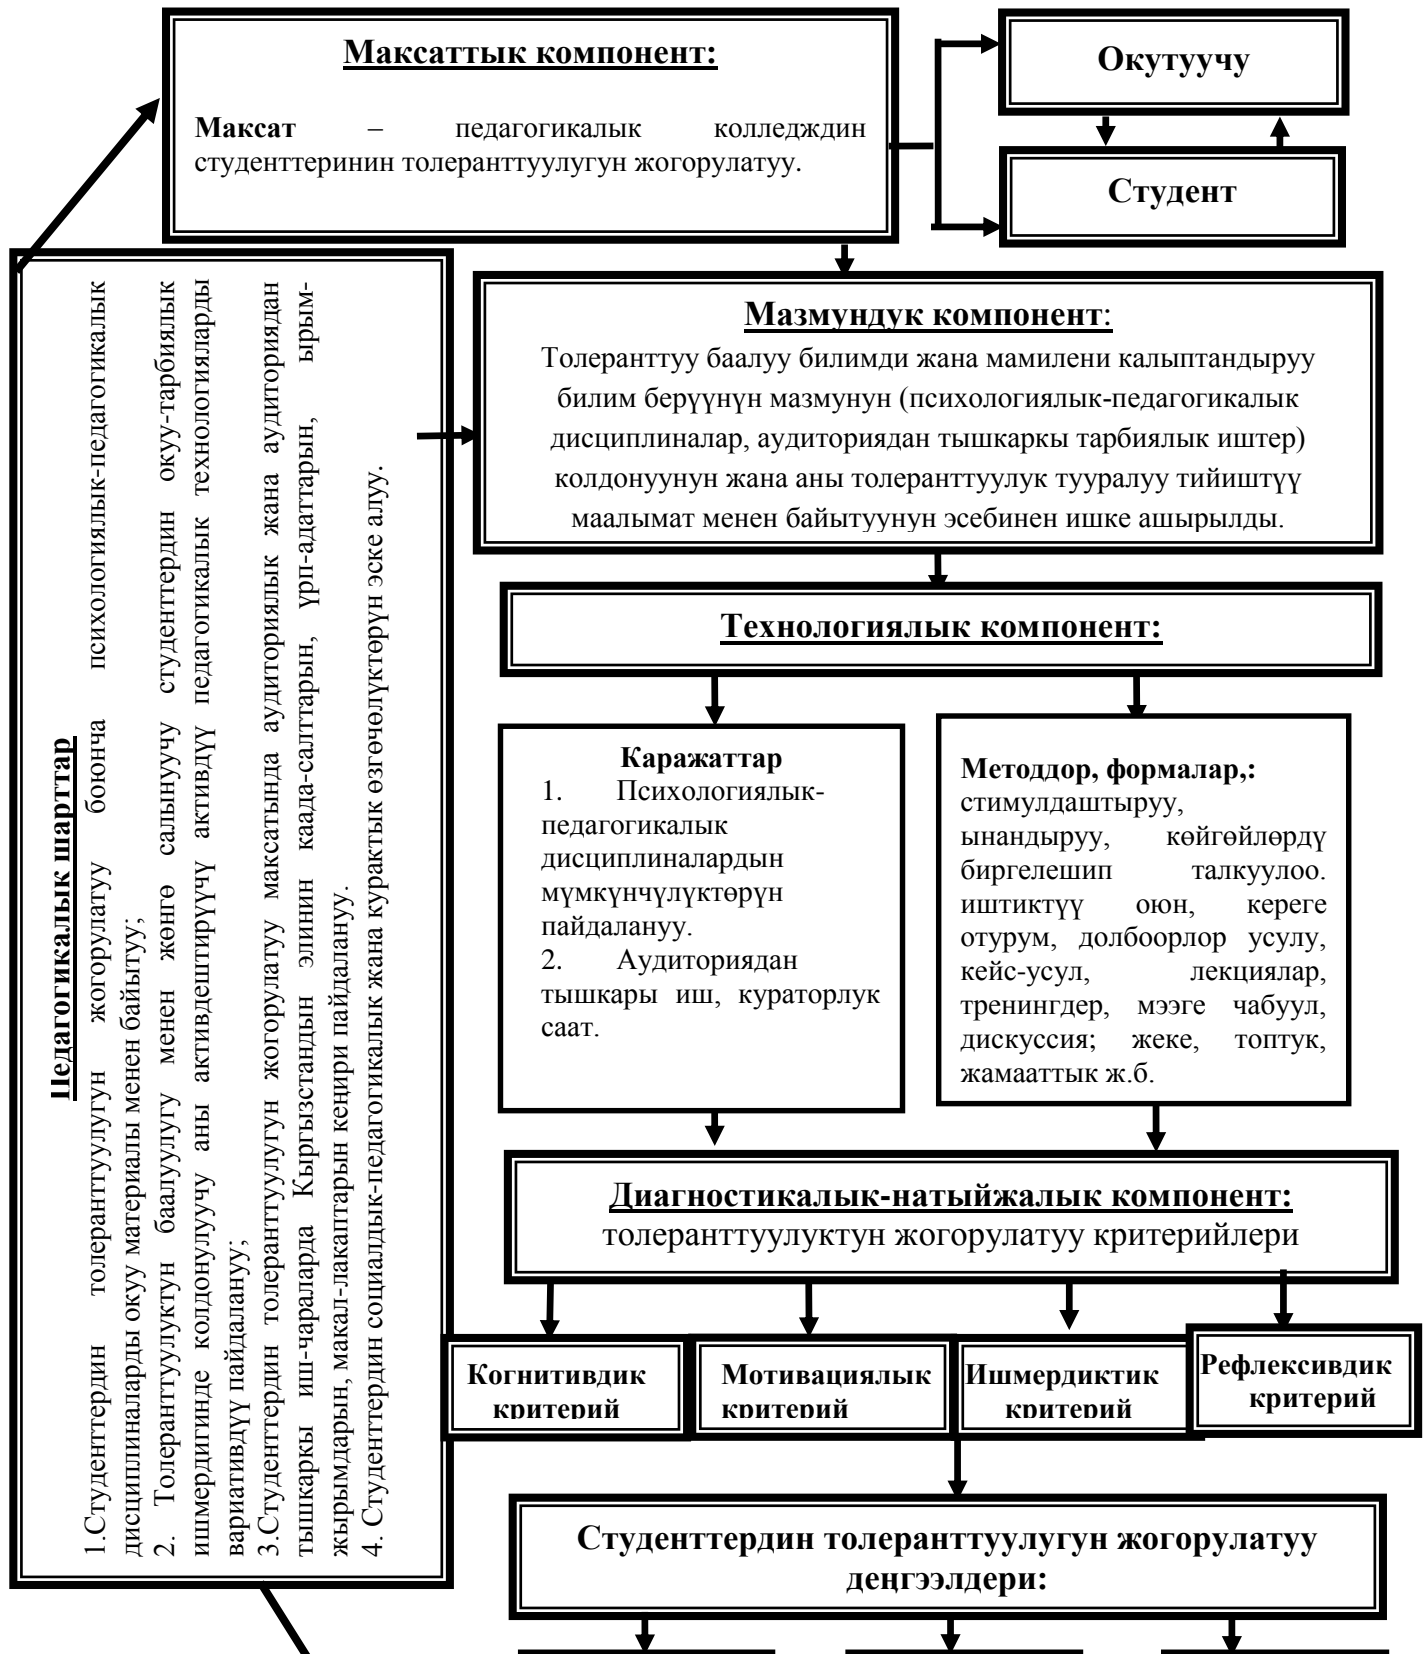 Максаттык компонент:
Максат – педагогикалык колледждин
студенттеринин толеранттуулугун жогорулатуу.
Окутуучу
Студент
Педагогикалык шарттар
1.Студенттердин толеранттуулугун жогорулатуу боюнча психологиялык-педагогикалык
дисциплиналарды окуу материалы менен байытуу;
2. Толеранттуулуктун баалуулугу менен жөнгө салынуучу студенттердин окуу-тарбиялык
ишмердигинде колдонулуучу аны активдештирүүчү активдүү педагогикалык технологияларды
вариативдүү пайдалануу;
3.Студенттердин толеранттуулугун жогорулатуу максатында аудиториялык жана аудиториядан
тышкаркы иш-чараларда Кыргызстандын элинин каада-салттарын, үрп-адаттарын, ырым-
жырымдарын, макал-лакаптарын кеңири пайдалануу.
4. Студенттердин социалдык-педагогикалык жана курактык өзгөчөлүктөрүн эске алуу.
Мазмундук компонент:
Толеранттуу баалуу билимди жана мамилени калыптандыруу
билим берүүнүн мазмунун (психологиялык-педагогикалык
дисциплиналар, аудиториядан тышкаркы тарбиялык иштер)
колдонуунун жана аны толеранттуулук тууралуу тийиштүү
маалымат менен байытуунун эсебинен ишке ашырылды.
Технологиялык компонент:
Каражаттар
1. Психологиялык-
педагогикалык
дисциплиналардын
мүмкүнчүлүктөрүн
пайдалануу.
2. Аудиториядан
тышкары иш, кураторлук
саат.
Методдор, формалар,:
стимулдаштыруу,
ынандыруу, көйгөйлөрдү
биргелешип талкуулоо.
иштиктүү оюн, кереге
отурум, долбоорлор усулу,
кейс-усул, лекциялар,
тренингдер, мээге чабуул,
дискуссия; жеке, топтук,
жамааттык ж.б.
Диагностикалык-натыйжалык компонент:
толеранттуулуктун жогорулатуу критерийлери
Когнитивдик
критерий
Мотивациялык
критерий
Ишмердиктик
критерий
Рефлексивдик
критерий
Студенттердин толеранттуулугун жогорулатуу
деңгээлдери: